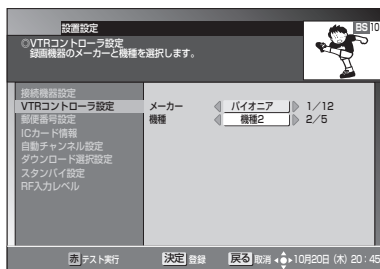 設置設定
◎VTRコントローラ設定
録画機器のメーカーと機種を選択します。
BS 10
接続機器設定
VTRコントローラ設定
郵便番号設定
ICカード情報
自動チャンネル設定
ダウンロード選択設定
スタンバイ設定
RF入力レベル
メーカー パイオニア 1/12
機種 機種2 2/5
赤 テスト実行 決定 登録 戻る 取消 10月20日 (木) 20:45